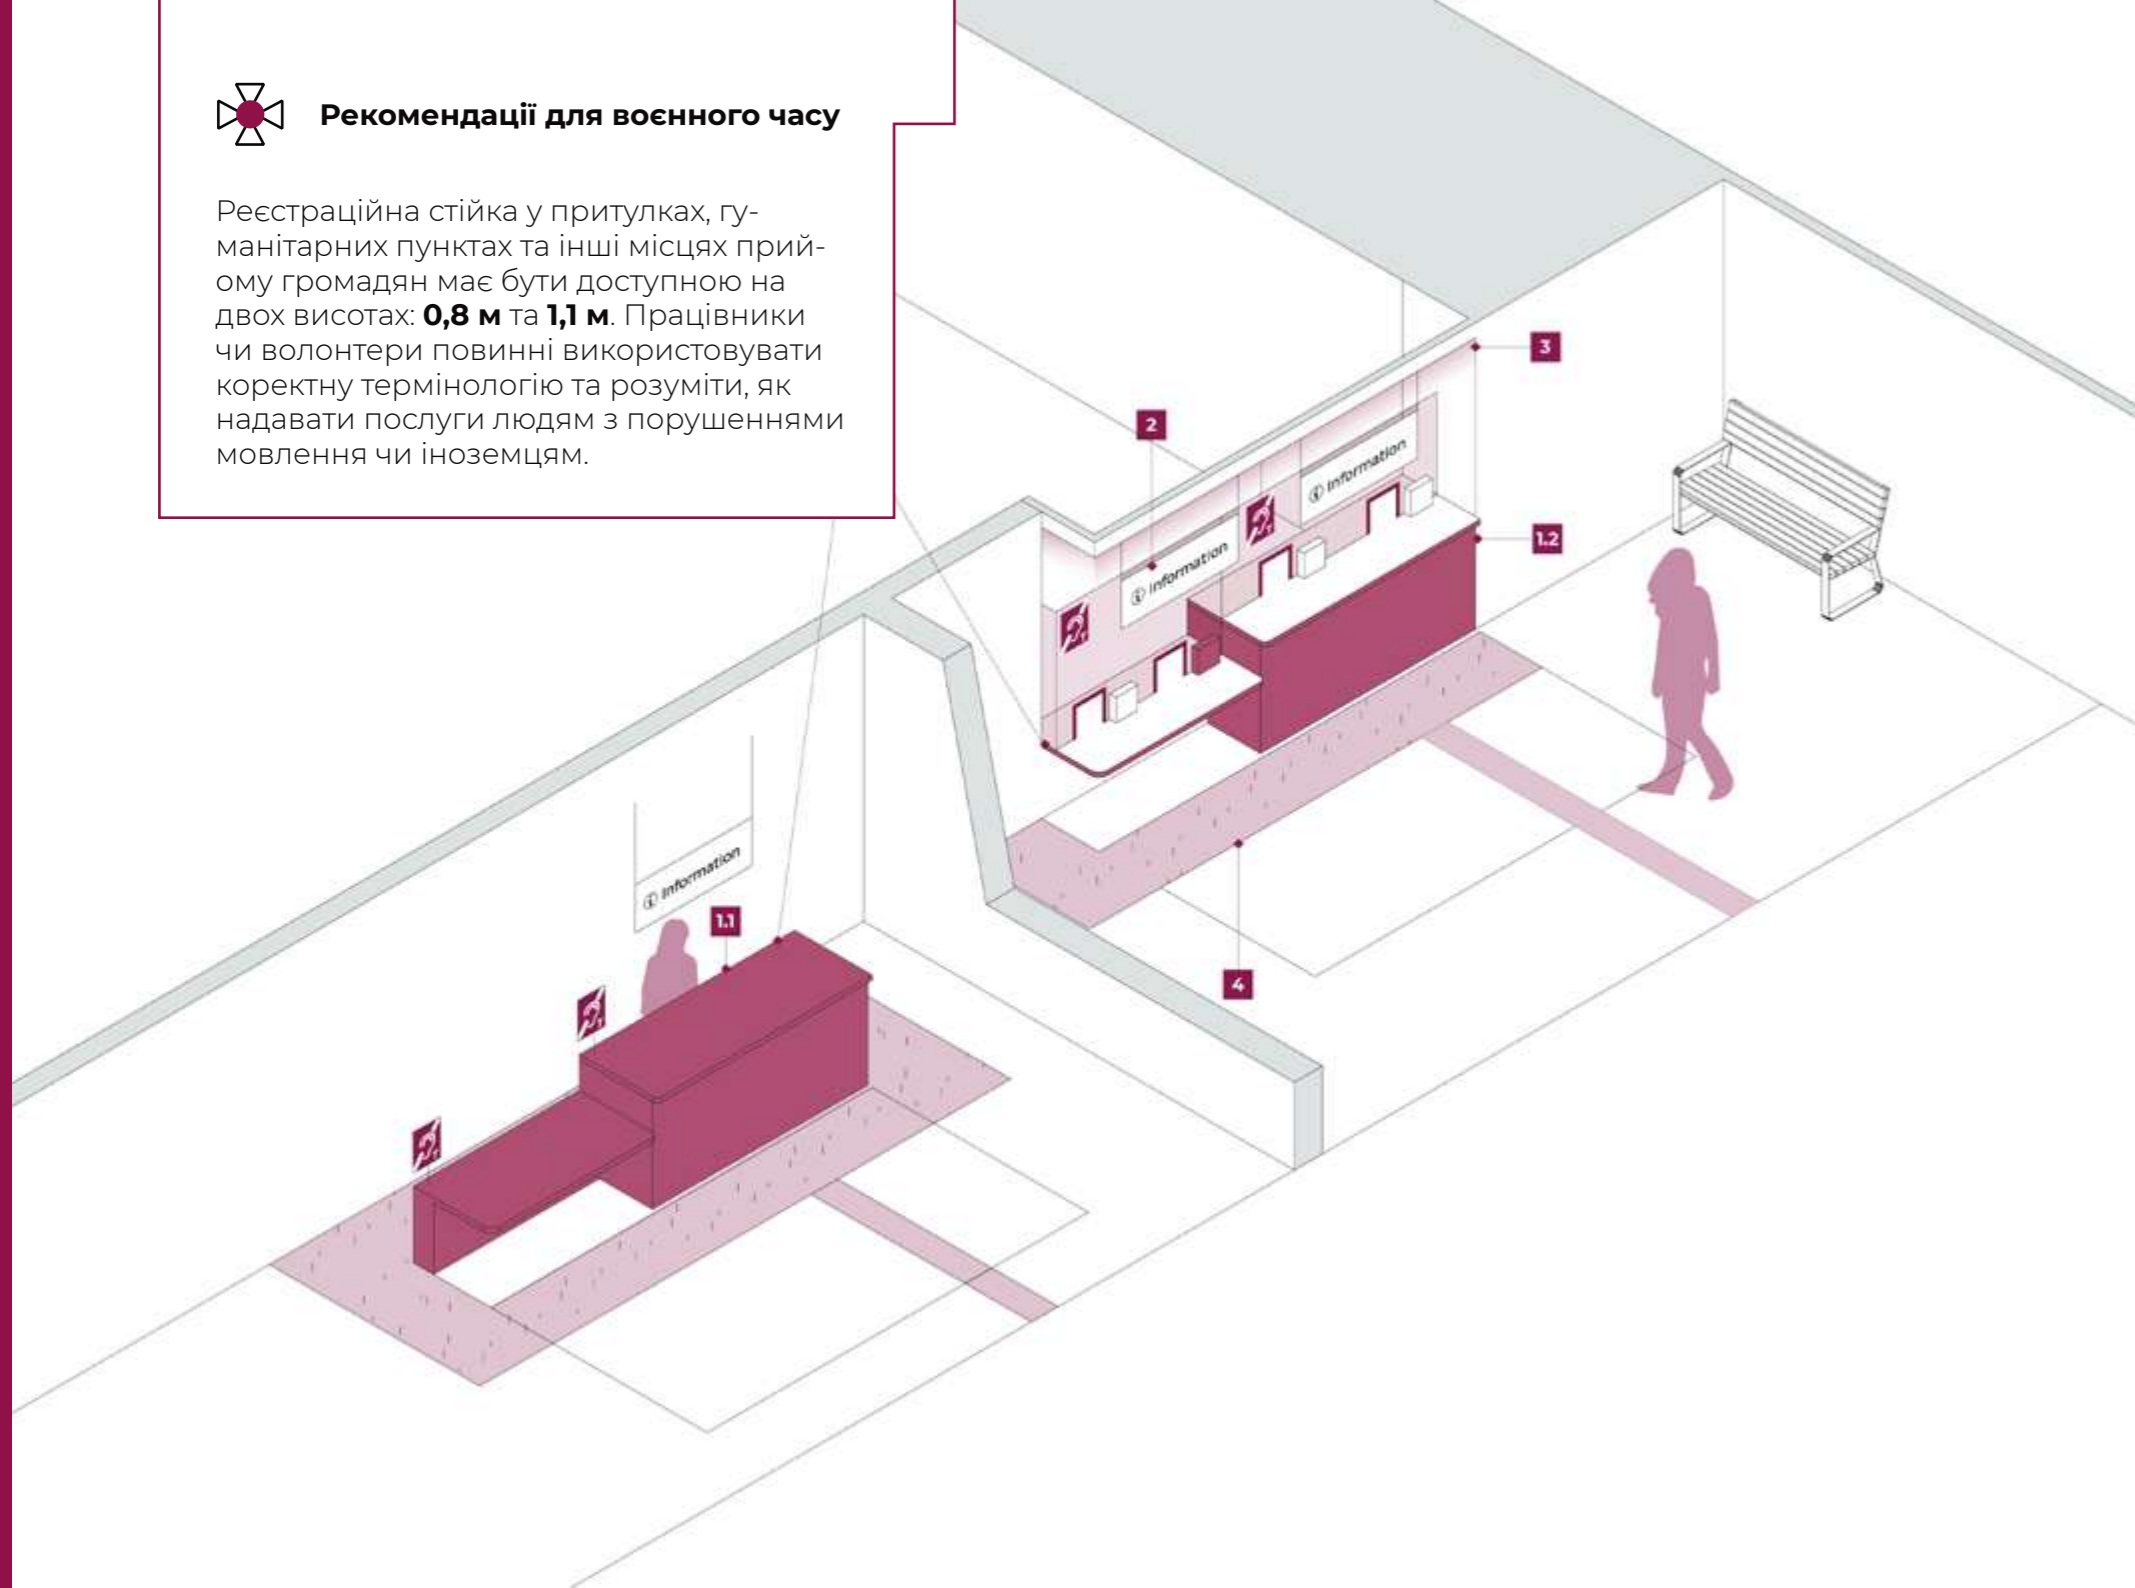 Рекомендації для воєнного часу
Реєстраційна стійка у притулках, гу-
манітарних пунктах та інші місцях прий-
ому громадян має бути доступною на
двох висотах: 0,8 м та 1,1 м. Працівники
чи волонтери повинні використовувати
коректну термінологію та розуміти, як
надавати послуги людям з порушеннями
мовлення чи іноземцям.
3
2
Information
T
1.2
Information
T
Information
1.1
4
T
T